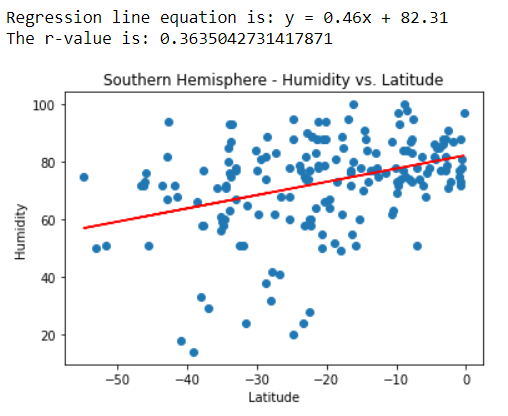 Regression line equation is: y = 0.46x + 82.31
The r-value is: 0.3635042731417871
Southern Hemisphere - Humidity vs. Latitude
100
80
60
40
20
Humidity
−50 −40 −30 −20 −10 0
Latitude